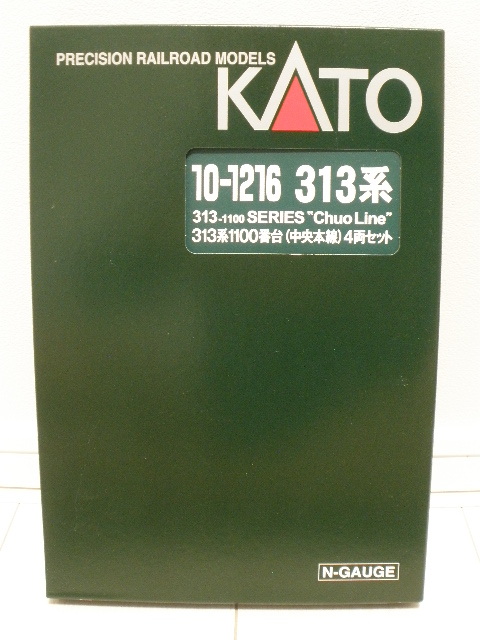 PRECISION RAILROAD MODELS
KATO
10-1216 313系
313-1100 SERIES "Chuo Line"
313系1100番台(中央本線)4両セット
N-GAUGE